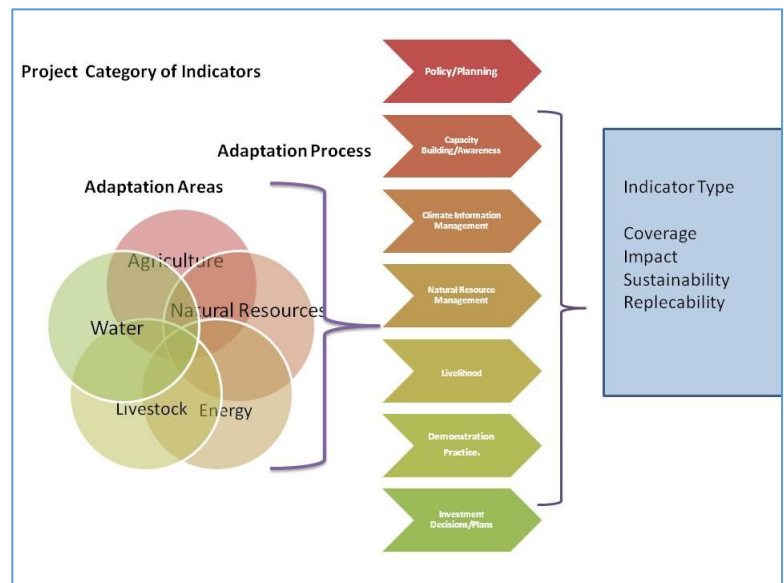 Project Category of Indicators
Adaptation Process
Adaptation Areas
Agriculture
Natural Resources
Water
Livestock
Energy
Policy/Planning
Capacity
Building/Awareness
Climate Information
Management
Natural Resource
Management
Livelihood
Demonstration
Practice,
Investment
Decisions/Plans
Indicator Type
Coverage
Impact
Sustainability
Replecability